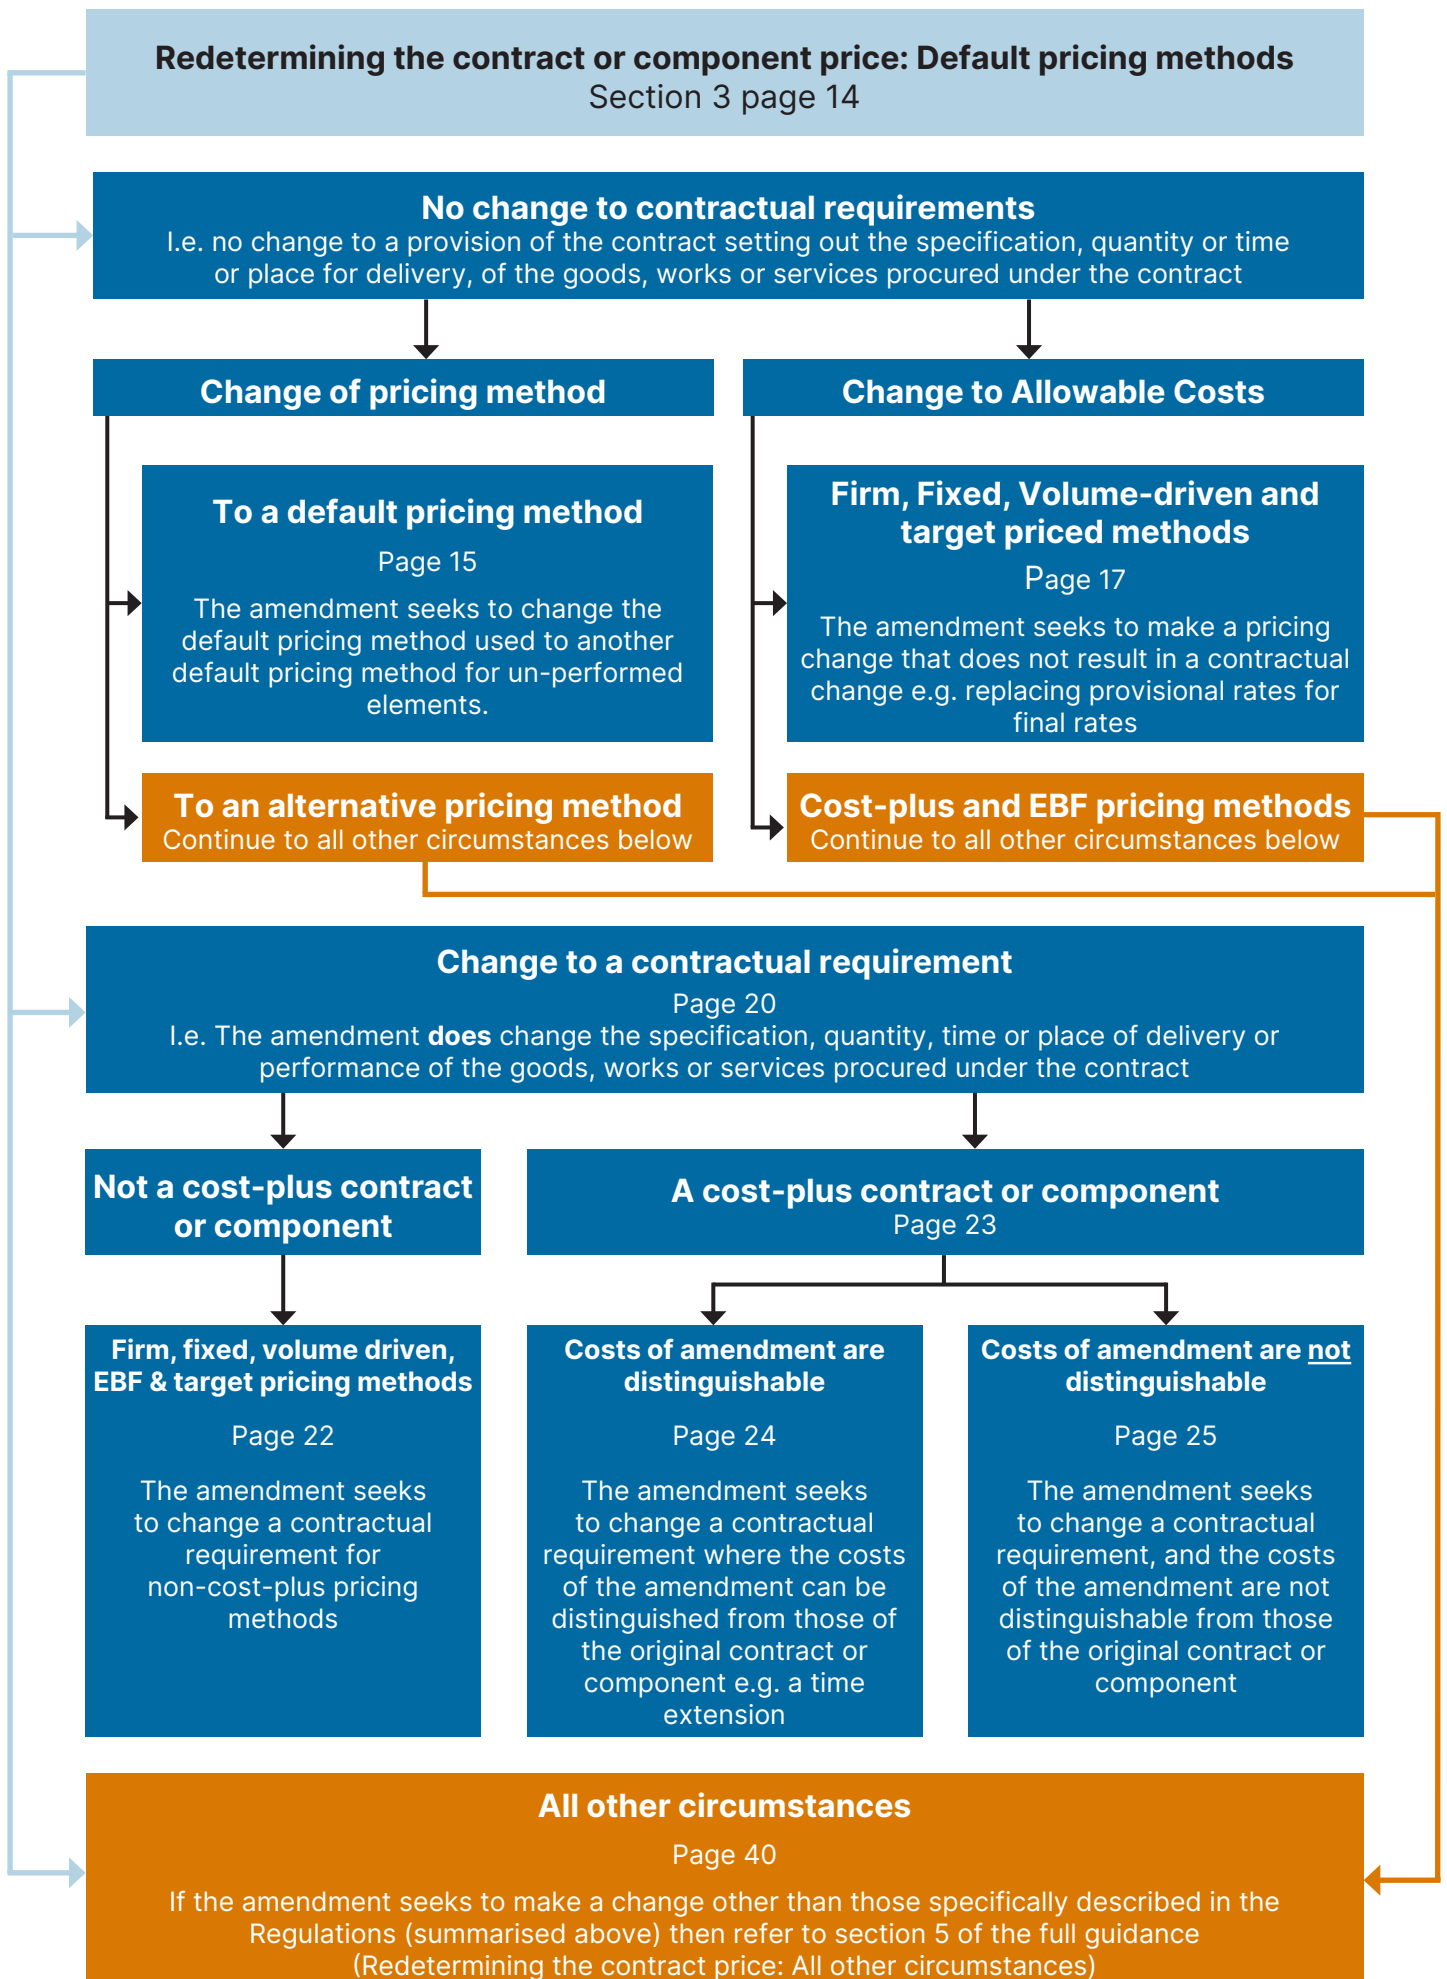 Redetermining the contract or component price: Default pricing methods
Section 3 page 14
No change to contractual requirements
I.e. no change to a provision of the contract setting out the specification, quantity or time
or place for delivery, of the goods, works or services procured under the contract
Change of pricing method
To a default pricing method
Page 15
The amendment seeks to change the
default pricing method used to another
default pricing method for un-performed
elements.
To an alternative pricing method
Continue to all other circumstances below
Change to Allowable Costs
Firm, Fixed, Volume-driven and
target priced methods
Page 17
The amendment seeks to make a pricing
change that does not result in a contractual
change e.g. replacing provisional rates for
final rates
Cost-plus and EBF pricing methods
Continue to all other circumstances below
Change to a contractual requirement
Page 20
I.e. The amendment does change the specification, quantity, time or place of delivery or
performance of the goods, works or services procured under the contract
Not a cost-plus contract
or component
Firm, fixed, volume driven,
EBF & target pricing methods
Page 22
The amendment seeks
to change a contractual
requirement for
non-cost-plus pricing
methods
A cost-plus contract or component
Page 23
Costs of amendment are
distinguishable
Page 24
The amendment seeks
to change a contractual
requirement where the costs
of the amendment can be
distinguished from those of
the original contract or
component e.g. a time
extension
Costs of amendment are not
distinguishable
Page 25
The amendment seeks
to change a contractual
requirement, and the costs
of the amendment are not
distinguishable from those
of the original contract or
component
All other circumstances
Page 40
If the amendment seeks to make a change other than those specifically described in the
Regulations (summarised above) then refer to section 5 of the full guidance
(Redetermining the contract price: All other circumstances)